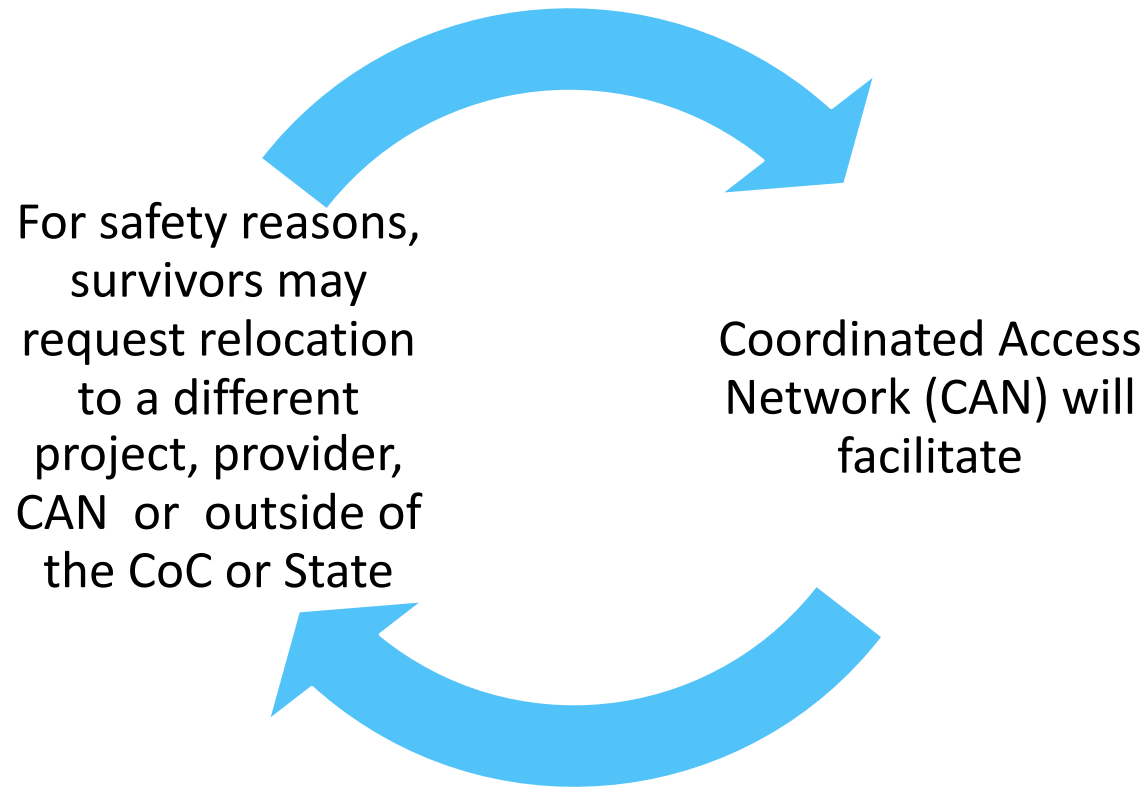 For safety reasons,
survivors may
request relocation
to a different
project, provider,
CAN  or  outside of
the CoC or State
Coordinated Access
Network (CAN) will
facilitate